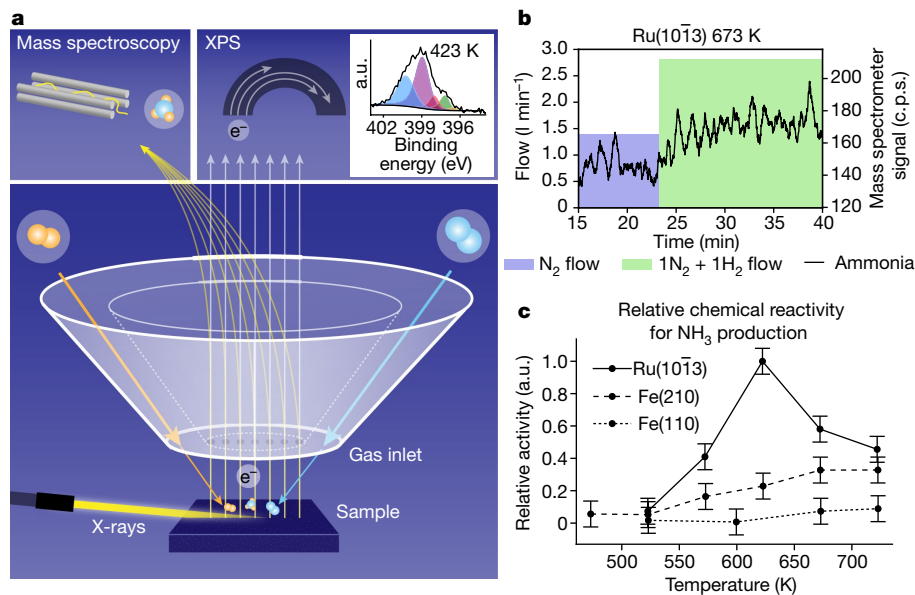 a
Mass spectroscopy
XPS
e⁻
423 K
a.u.
402 399 396
Binding
energy (eV)
Gas inlet
e⁻
Sample
X-rays
b
Ru(101̄3) 673 K
3.0
2.5
2.0
1.5
1.0
0.5
0
Flow (l min⁻¹)
200
180
160
140
120
Mass spectrometer
signal (c.p.s.)
15 20 25 30 35 40
Time (min)
N₂ flow 1N₂ + 1H₂ flow Ammonia
c
Relative chemical reactivity
for NH₃ production
1.0
0.8
0.6
0.4
0.2
0
Relative activity (a.u.)
Ru(101̄3)
Fe(210)
Fe(110)
500 550 600 650 700
Temperature (K)